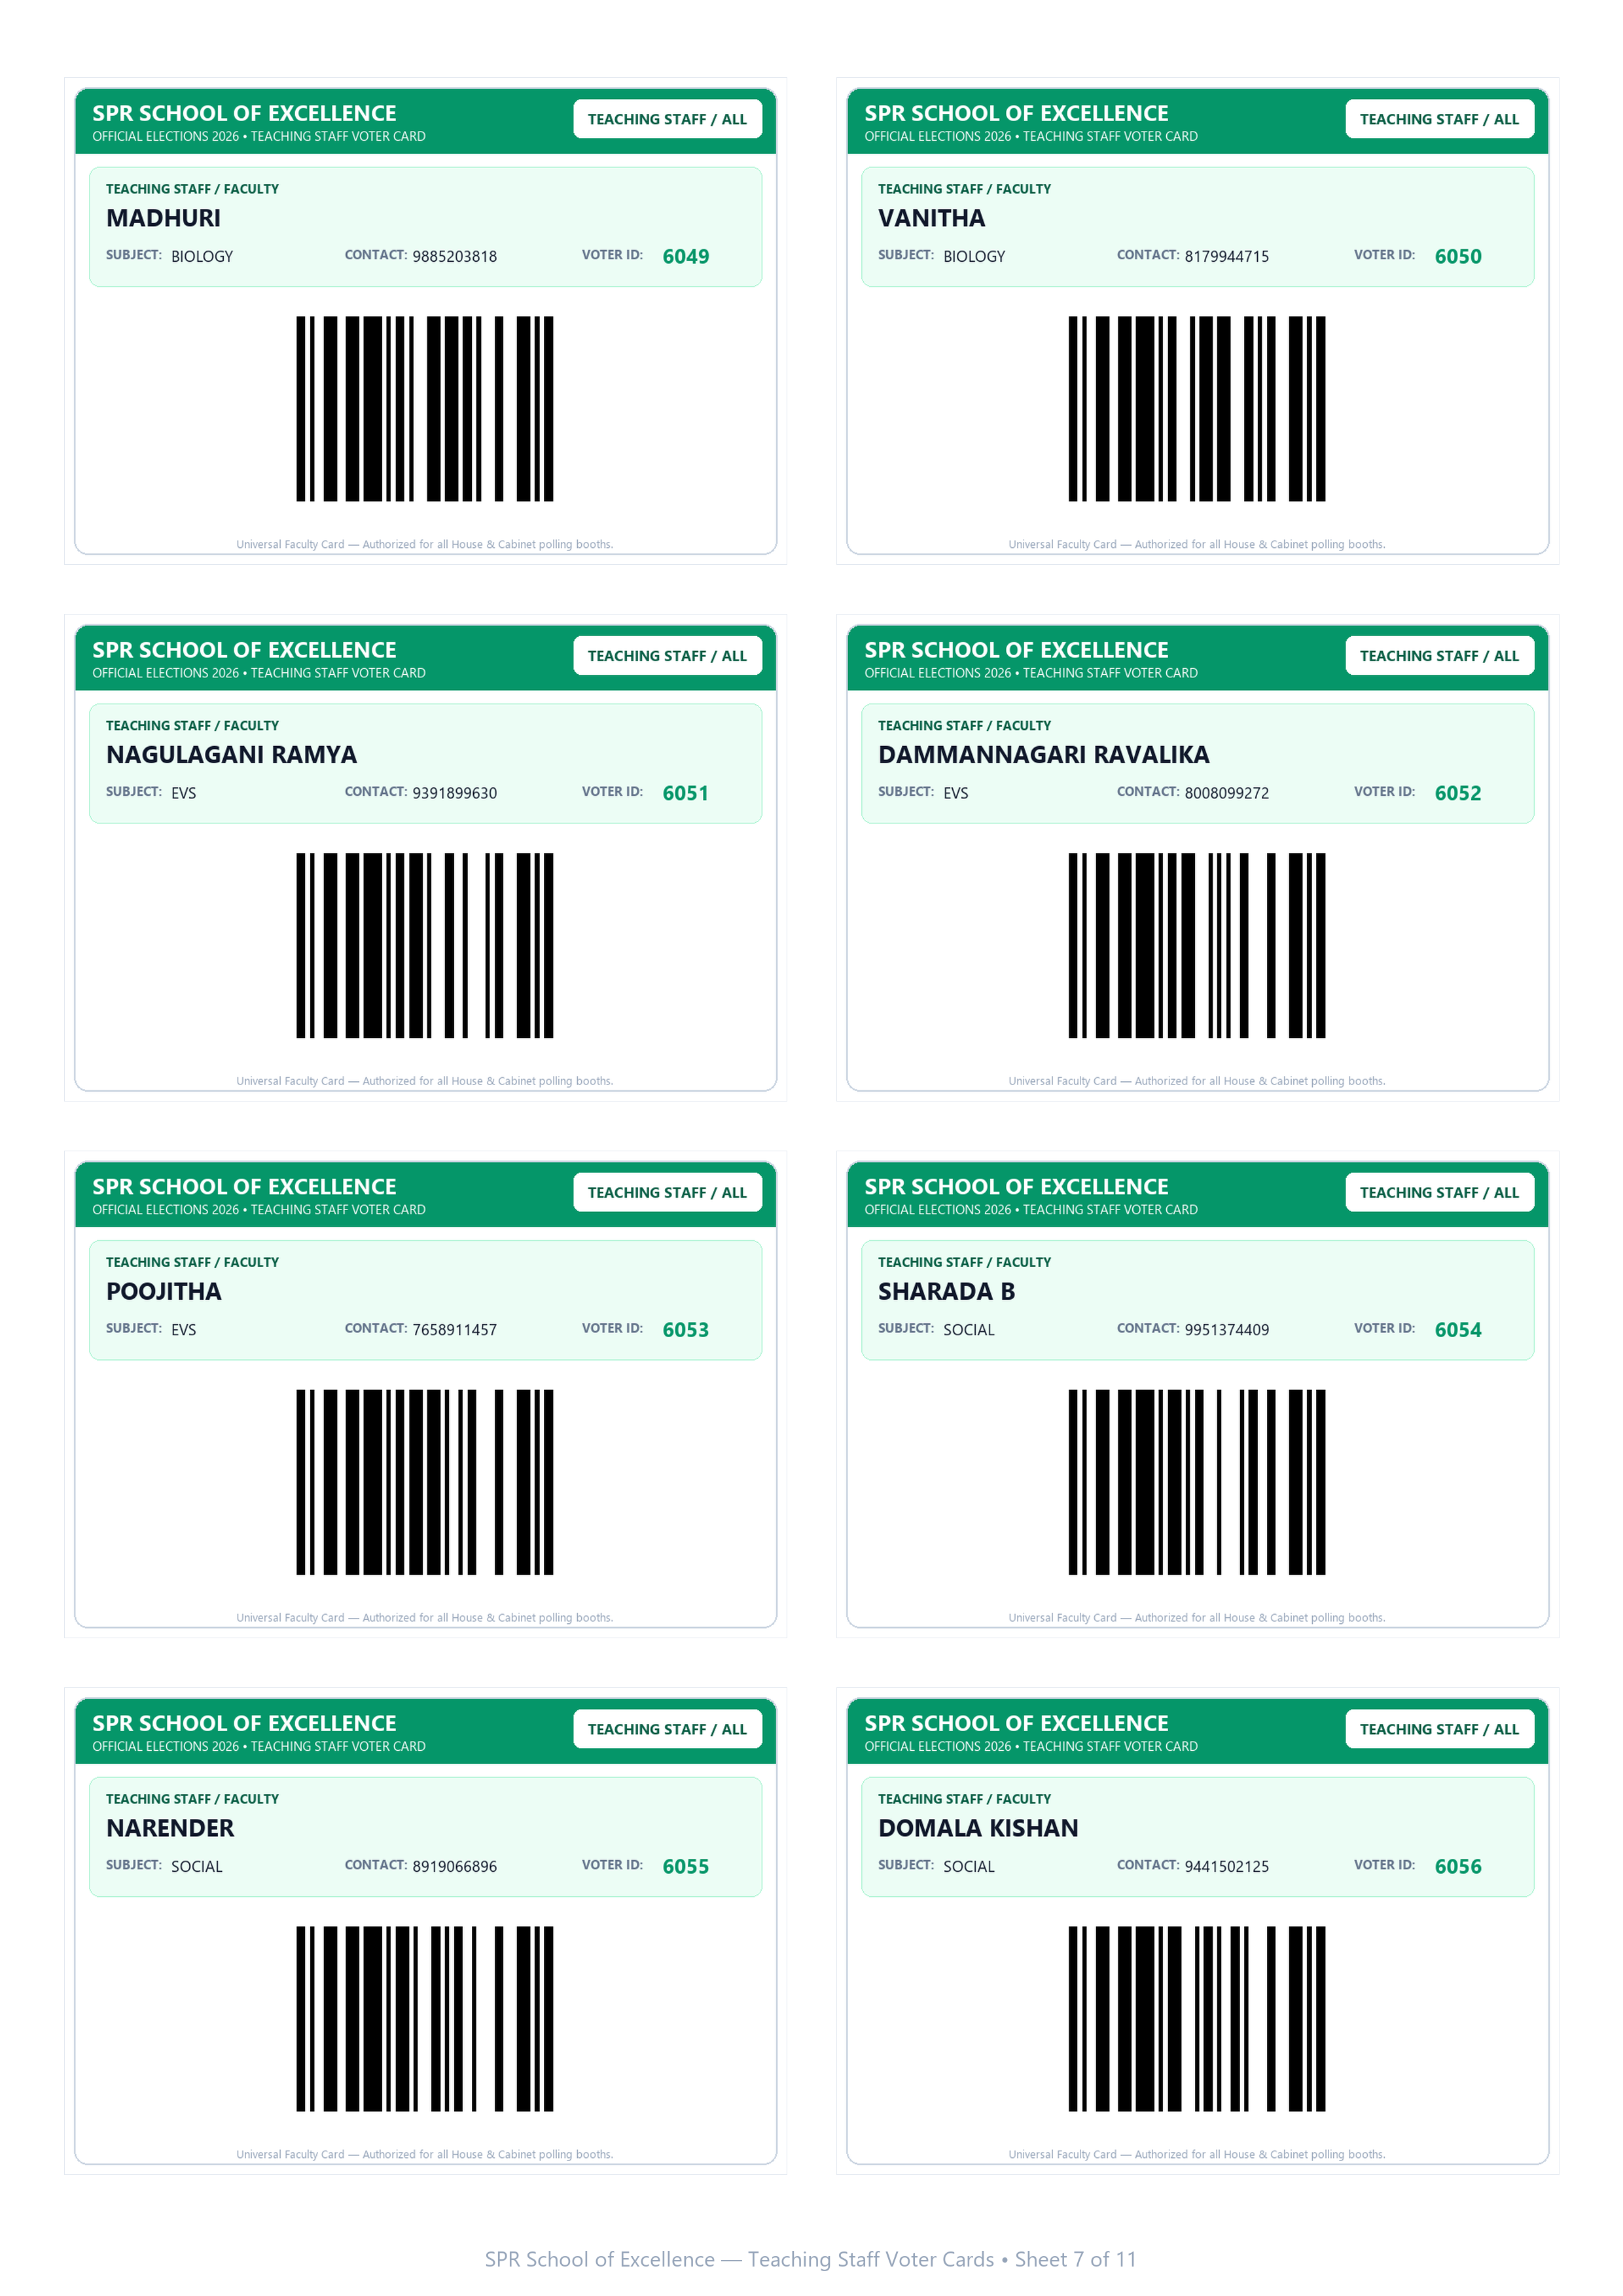 SPR SCHOOL OF EXCELLENCE
OFFICIAL ELECTIONS 2026 • TEACHING STAFF VOTER CARD
TEACHING STAFF / ALL
TEACHING STAFF / FACULTY
MADHURI
SUBJECT: BIOLOGY CONTACT: 9885203818 VOTER ID: 6049
Universal Faculty Card — Authorized for all House & Cabinet polling booths.
SPR SCHOOL OF EXCELLENCE
OFFICIAL ELECTIONS 2026 • TEACHING STAFF VOTER CARD
TEACHING STAFF / ALL
TEACHING STAFF / FACULTY
VANITHA
SUBJECT: BIOLOGY CONTACT: 8179944715 VOTER ID: 6050
Universal Faculty Card — Authorized for all House & Cabinet polling booths.
SPR SCHOOL OF EXCELLENCE
OFFICIAL ELECTIONS 2026 • TEACHING STAFF VOTER CARD
TEACHING STAFF / ALL
TEACHING STAFF / FACULTY
NAGULAGANI RAMYA
SUBJECT: EVS CONTACT: 9391899630 VOTER ID: 6051
Universal Faculty Card — Authorized for all House & Cabinet polling booths.
SPR SCHOOL OF EXCELLENCE
OFFICIAL ELECTIONS 2026 • TEACHING STAFF VOTER CARD
TEACHING STAFF / ALL
TEACHING STAFF / FACULTY
DAMMANNAGARI RAVALIKA
SUBJECT: EVS CONTACT: 8008099272 VOTER ID: 6052
Universal Faculty Card — Authorized for all House & Cabinet polling booths.
SPR SCHOOL OF EXCELLENCE
OFFICIAL ELECTIONS 2026 • TEACHING STAFF VOTER CARD
TEACHING STAFF / ALL
TEACHING STAFF / FACULTY
POOJITHA
SUBJECT: EVS CONTACT: 7658911457 VOTER ID: 6053
Universal Faculty Card — Authorized for all House & Cabinet polling booths.
SPR SCHOOL OF EXCELLENCE
OFFICIAL ELECTIONS 2026 • TEACHING STAFF VOTER CARD
TEACHING STAFF / ALL
TEACHING STAFF / FACULTY
SHARADA B
SUBJECT: SOCIAL CONTACT: 9951374409 VOTER ID: 6054
Universal Faculty Card — Authorized for all House & Cabinet polling booths.
SPR SCHOOL OF EXCELLENCE
OFFICIAL ELECTIONS 2026 • TEACHING STAFF VOTER CARD
TEACHING STAFF / ALL
TEACHING STAFF / FACULTY
NARENDER
SUBJECT: SOCIAL CONTACT: 8919066896 VOTER ID: 6055
Universal Faculty Card — Authorized for all House & Cabinet polling booths.
SPR SCHOOL OF EXCELLENCE
OFFICIAL ELECTIONS 2026 • TEACHING STAFF VOTER CARD
TEACHING STAFF / ALL
TEACHING STAFF / FACULTY
DOMALA KISHAN
SUBJECT: SOCIAL CONTACT: 9441502125 VOTER ID: 6056
Universal Faculty Card — Authorized for all House & Cabinet polling booths.
SPR School of Excellence — Teaching Staff Voter Cards • Sheet 7 of 11